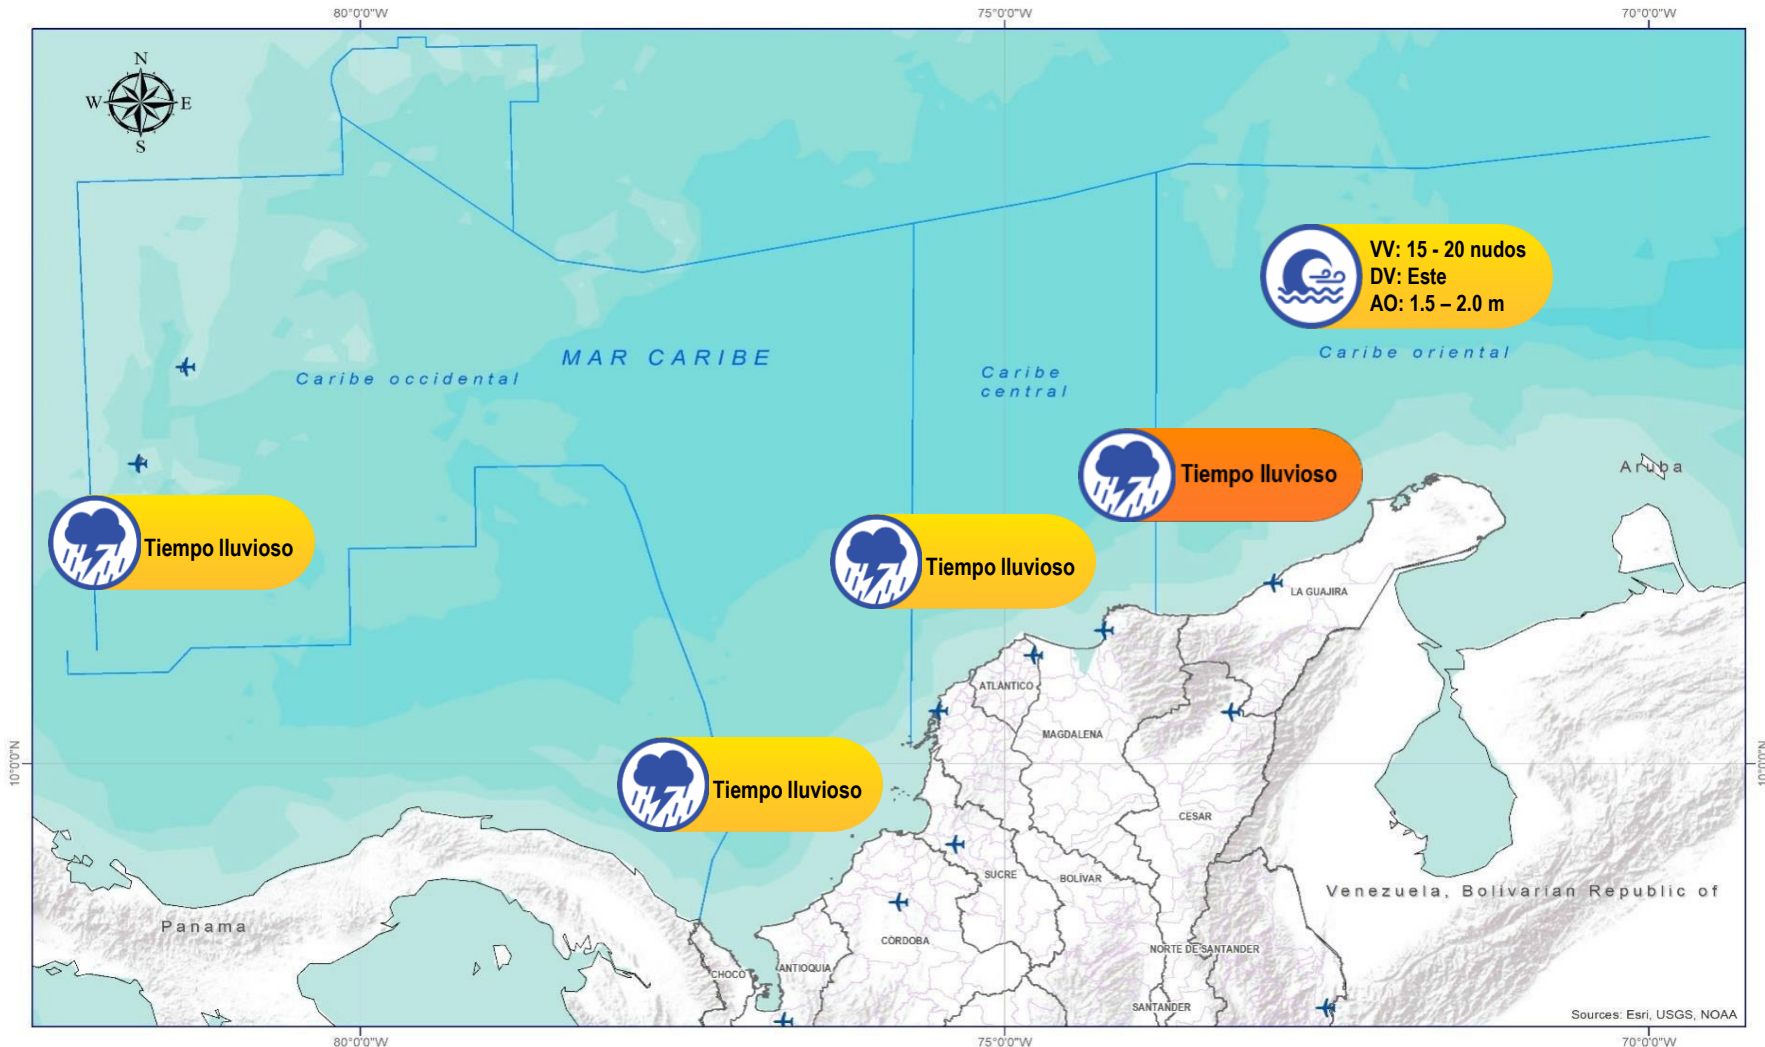 80°0'0"W
75°0'0"W
70°0'0"W
N
W
E
S
VV: 15 - 20 nudos
DV: Este
AO: 1.5 – 2.0 m
MAR CARIBE
Caribe oriental
Caribe occidental
Caribe
central
Tiempo lluvioso
Aruba
Tiempo lluvioso
Tiempo lluvioso
LA GUAJIRA
ATLANTICO
MAGDALENA
10°0'0"N
10°0'0"N
Tiempo lluvioso
CESAR
SUCRE
BOLÍVAR
Venezuela, Bolivarian Republic of
Panama
CÓRDOBA
NORTE DE SANTANDER
CHOCO
ANTIOQUIA
SANTANDER
Sources: Esri, USGS, NOAA
80°0'0"W
75°0'0"W
70°0'0"W